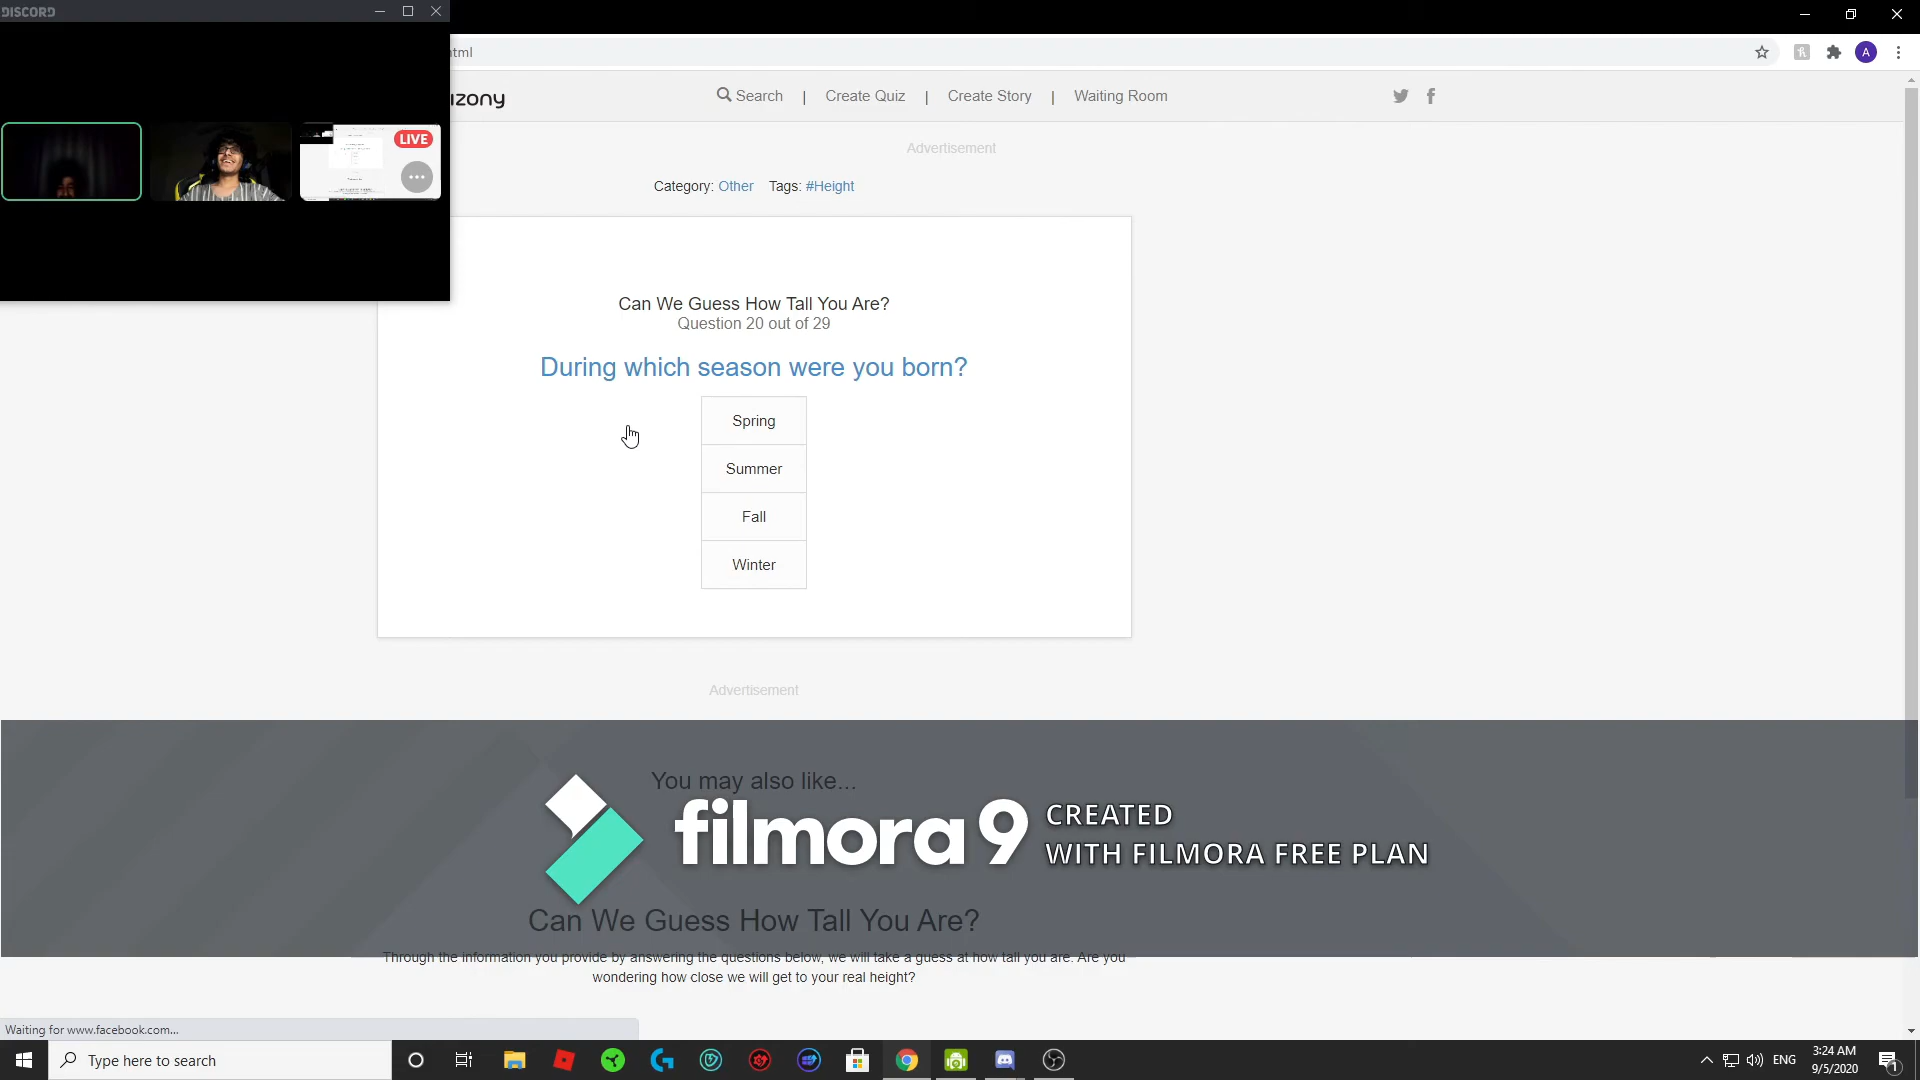 DISCORD
html
izony
Search | Create Quiz | Create Story | Waiting Room
A
LIVE
Advertisement
Category: Other Tags: #Height
Can We Guess How Tall You Are?
Question 20 out of 29
During which season were you born?
Spring
Summer
Fall
Winter
Advertisement
You may also like...
filmora9 CREATED
WITH FILMORA FREE PLAN
Can We Guess How Tall You Are?
Through the information you provide by answering the questions below, we will take a guess at how tall you are. Are you
wondering how close we will get to your real height?
Waiting for www.facebook.com...
Type here to search
ENG
3:24 AM
9/5/2020
1